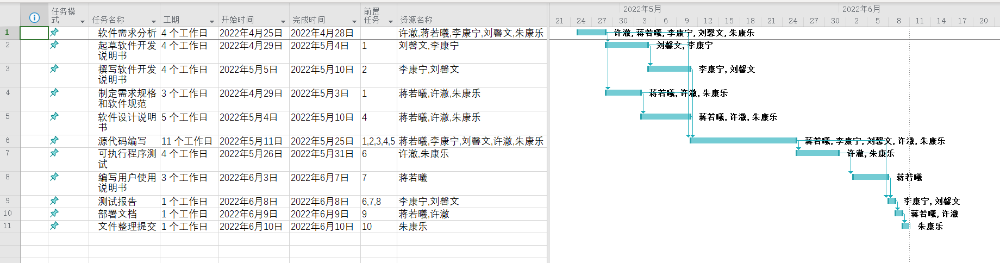 任务模式 任务名称 工期 开始时间 完成时间 前置任务 资源名称
2022年5月 2022年6月
21 24 27 30 3 6 9 12 15 18 21 24 27 30 2 5 8 11 14 17 20
1 软件需求分析 4 个工作日 2022年4月25日 2022年4月28日 许澈,蒋若曦,李康宁,刘馨文,朱康乐 许澈, 蒋若曦, 李康宁, 刘馨文, 朱康乐
2 起草软件开发说明书 4 个工作日 2022年4月29日 2022年5月4日 1 刘馨文,李康宁 刘馨文, 李康宁
3 撰写软件开发说明书 4 个工作日 2022年5月5日 2022年5月10日 2 李康宁,刘馨文 李康宁, 刘馨文
4 制定需求规格和软件规范 3 个工作日 2022年4月29日 2022年5月3日 1 蒋若曦,许澈,朱康乐 蒋若曦, 许澈, 朱康乐
5 软件设计说明书 5 个工作日 2022年5月4日 2022年5月10日 4 蒋若曦,许澈,朱康乐 蒋若曦, 许澈, 朱康乐
6 源代码编写 11 个工作日 2022年5月11日 2022年5月25日 1,2,3,4,5 蒋若曦,李康宁,刘馨文,许澈,朱康乐 蒋若曦, 李康宁, 刘馨文, 许澈, 朱康乐
7 可执行程序测试 4 个工作日 2022年5月26日 2022年5月31日 6 许澈,朱康乐 许澈, 朱康乐
8 编写用户使用说明书 3 个工作日 2022年6月3日 2022年6月7日 7 蒋若曦 蒋若曦
9 测试报告 1 个工作日 2022年6月8日 2022年6月8日 6,7,8 李康宁,刘馨文 李康宁, 刘馨文
10 部署文档 1 个工作日 2022年6月9日 2022年6月9日 9 蒋若曦,许澈 蒋若曦, 许澈
11 文件整理提交 1 个工作日 2022年6月10日 2022年6月10日 10 朱康乐 朱康乐